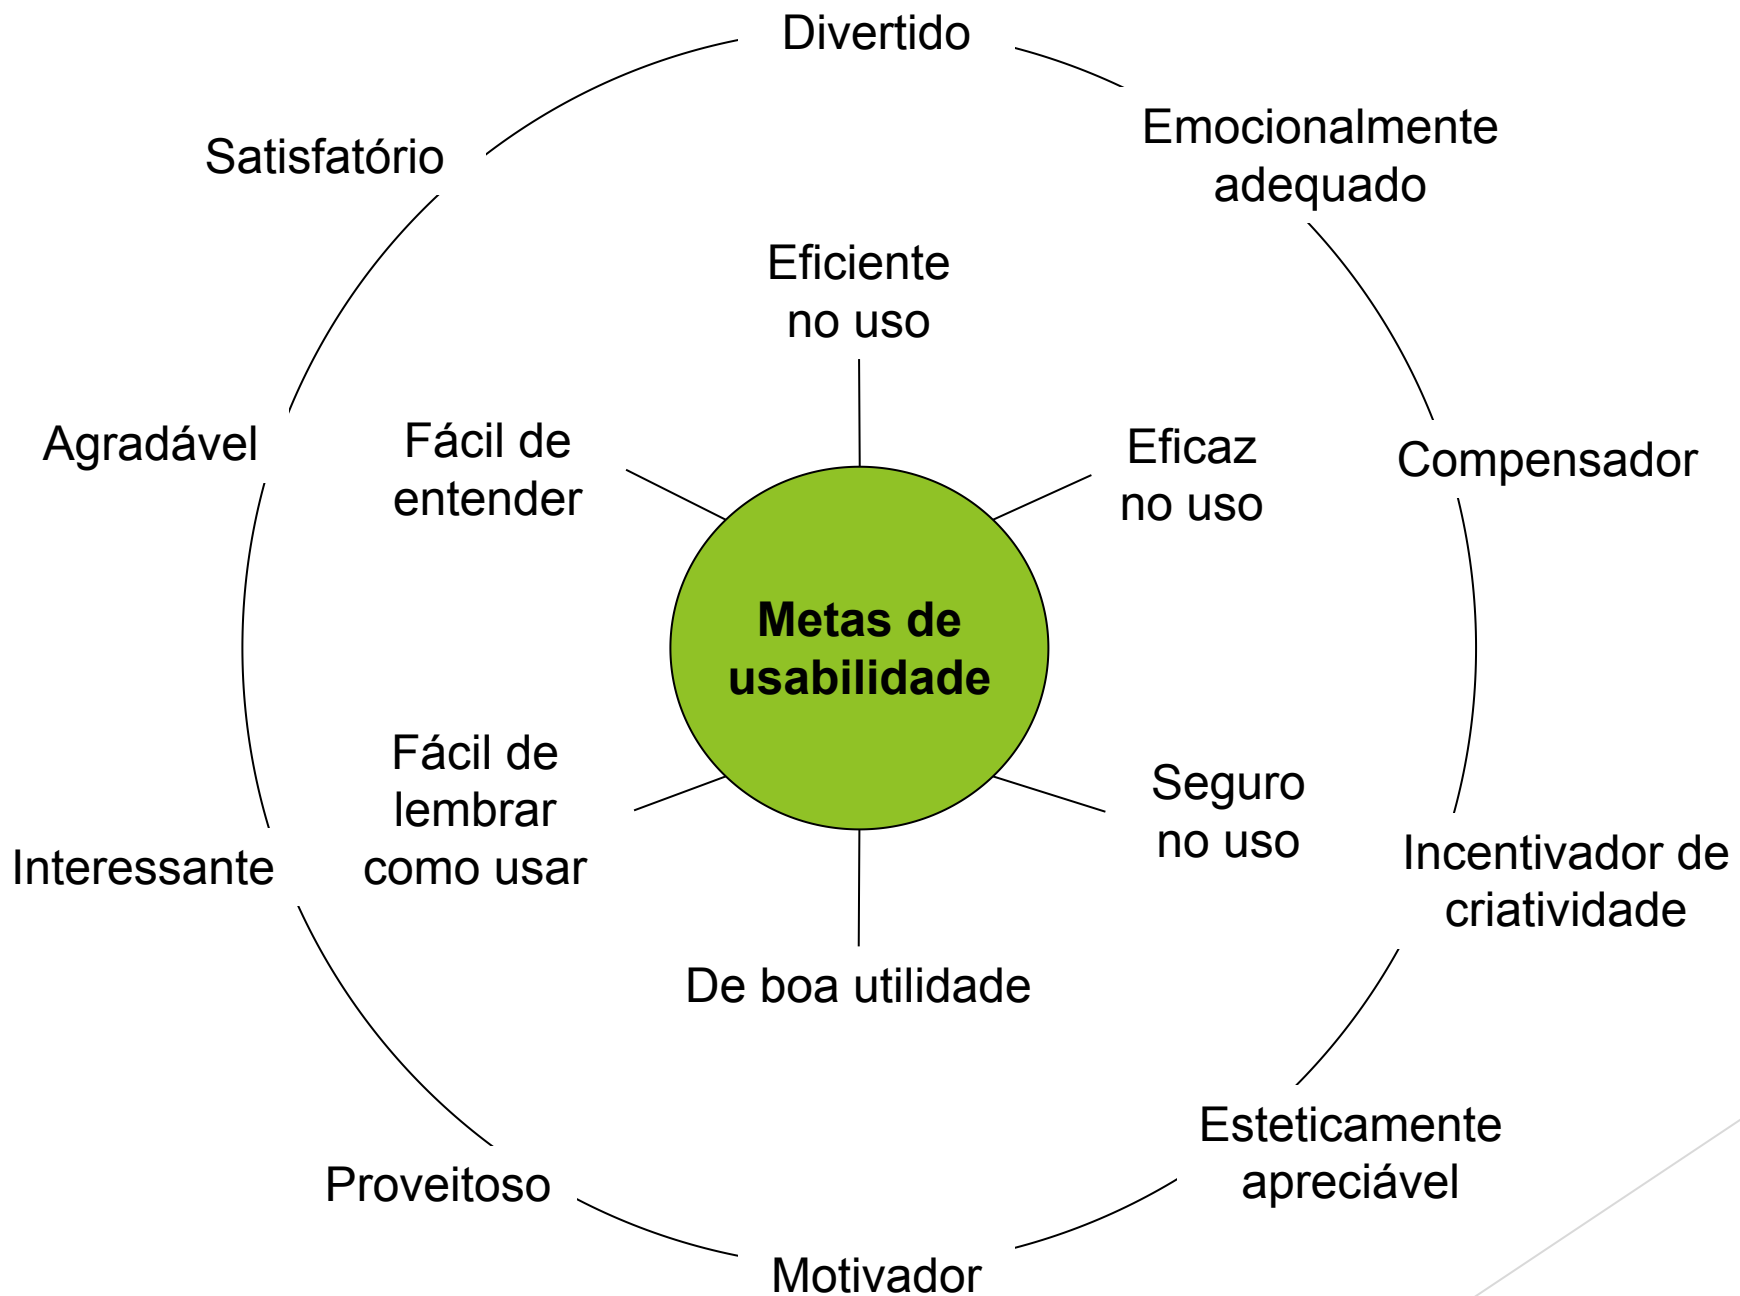 Divertido
Emocionalmente
adequado
Satisfatório
Eficiente
no uso
Agradável
Fácil de
entender
Eficaz
no uso
Compensador
Metas de
usabilidade
Fácil de
lembrar
como usar
Seguro
no uso
Interessante
Incentivador de
criatividade
De boa utilidade
Esteticamente
apreciável
Proveitoso
Motivador